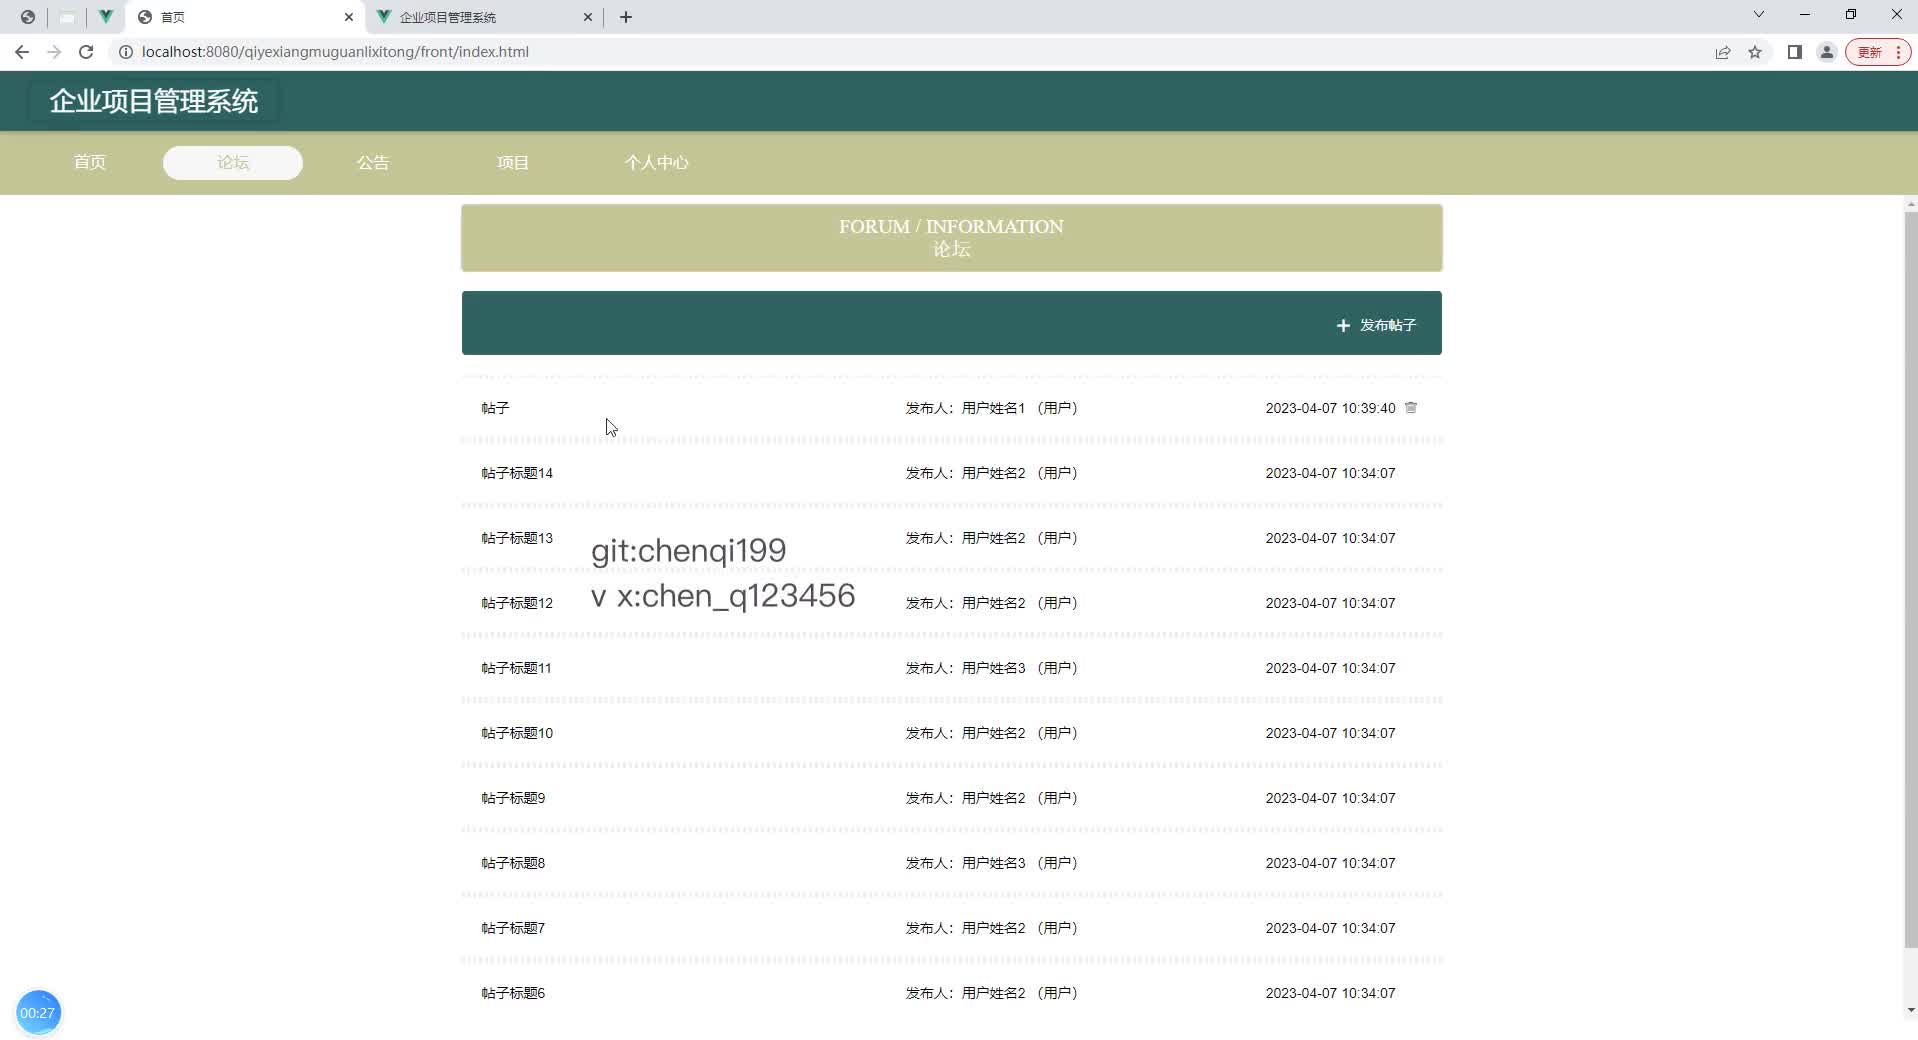 首页
企业项目管理系统
localhost:8080/qiyexiangmuguanlixitong/front/index.html
更新
企业项目管理系统
首页 论坛 公告 项目 个人中心
FORUM / INFORMATION
论坛
发布帖子
帖子 发布人：用户姓名1 （用户） 2023-04-07 10:39:40
帖子标题14 发布人：用户姓名2 （用户） 2023-04-07 10:34:07
帖子标题13 发布人：用户姓名2 （用户） 2023-04-07 10:34:07
git:chenqi199
帖子标题12 发布人：用户姓名2 （用户） 2023-04-07 10:34:07
v x:chen_q123456
帖子标题11 发布人：用户姓名3 （用户） 2023-04-07 10:34:07
帖子标题10 发布人：用户姓名2 （用户） 2023-04-07 10:34:07
帖子标题9 发布人：用户姓名2 （用户） 2023-04-07 10:34:07
帖子标题8 发布人：用户姓名3 （用户） 2023-04-07 10:34:07
帖子标题7 发布人：用户姓名2 （用户） 2023-04-07 10:34:07
帖子标题6 发布人：用户姓名2 （用户） 2023-04-07 10:34:07
00:27